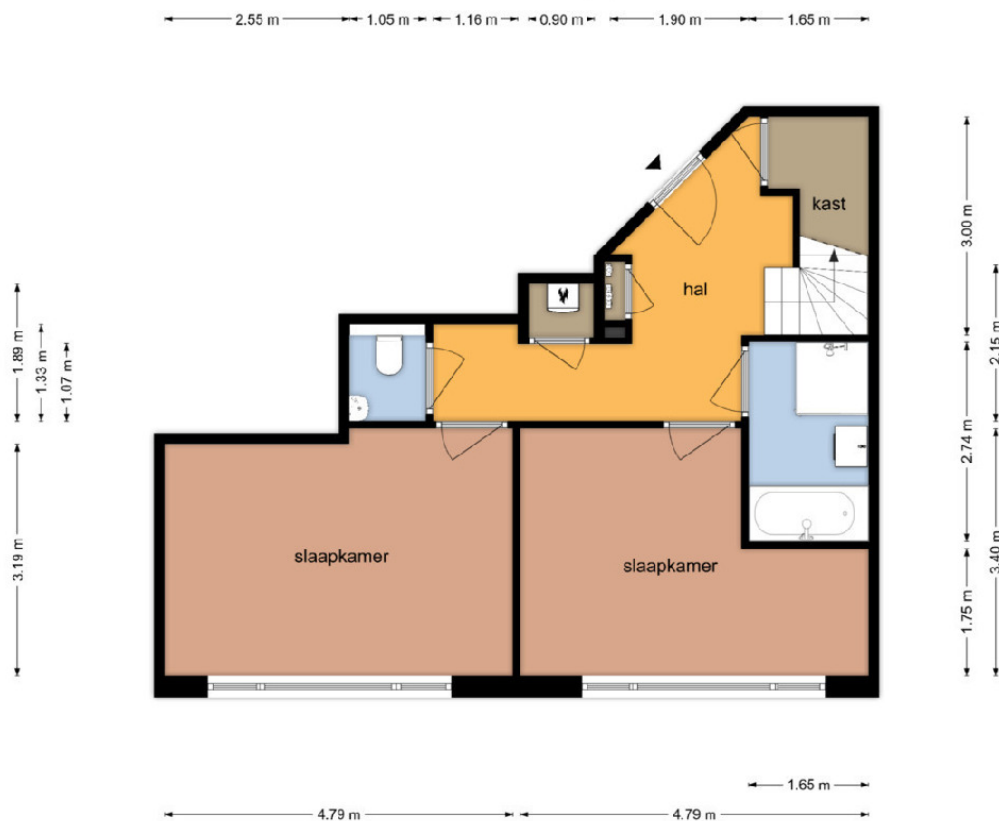 2.55 m
1.05 m
1.16 m
0.90 m
1.90 m
1.65 m
kast
hal
slaapkamer
slaapkamer
1.89 m
1.33 m
1.07 m
3.19 m
3.00 m
2.15 m
2.74 m
3.40 m
1.75 m
1.65 m
4.79 m
4.79 m